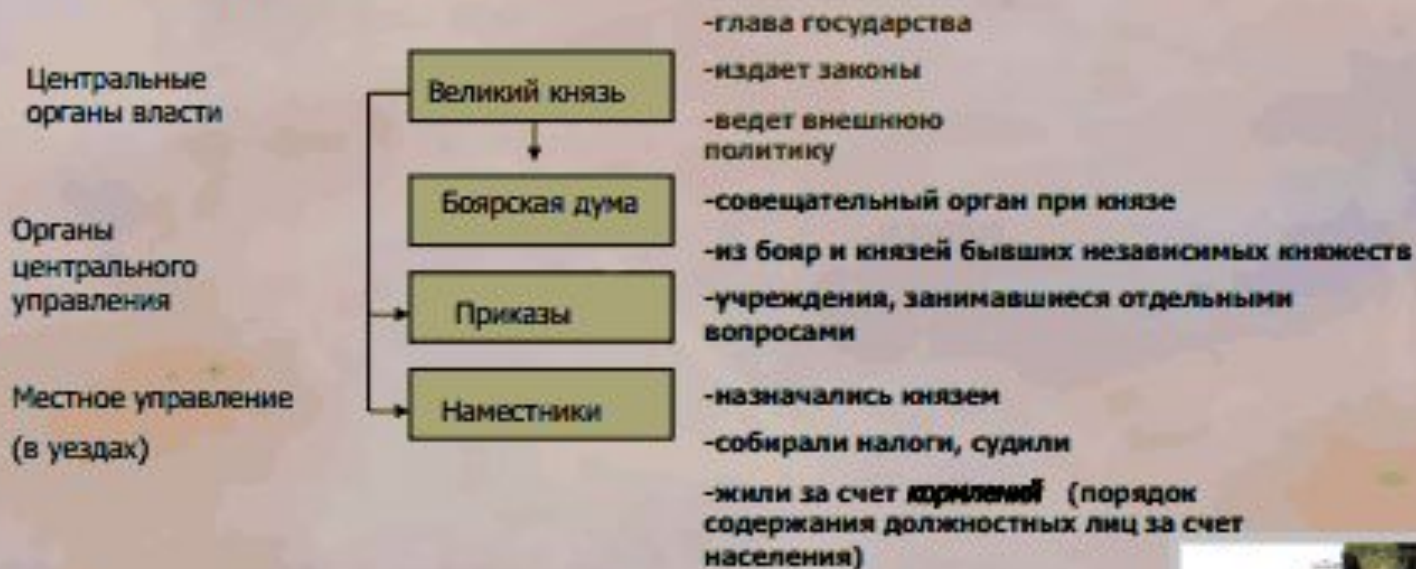 Центральные
органы власти
Великий князь
-глава государства
-издает законы
-ведет внешнюю
политику
Органы
центрального
управления
Боярская дума
-совещательный орган при князе
-из бояр и князей бывших независимых княжеств
Приказы
-учреждения, занимавшиеся отдельными
вопросами
Местное управление
(в уездах)
Наместники
-назначались князем
-собирали налоги, судили
-жили за счет (порядок
содержания должностных лиц за счет
населения)